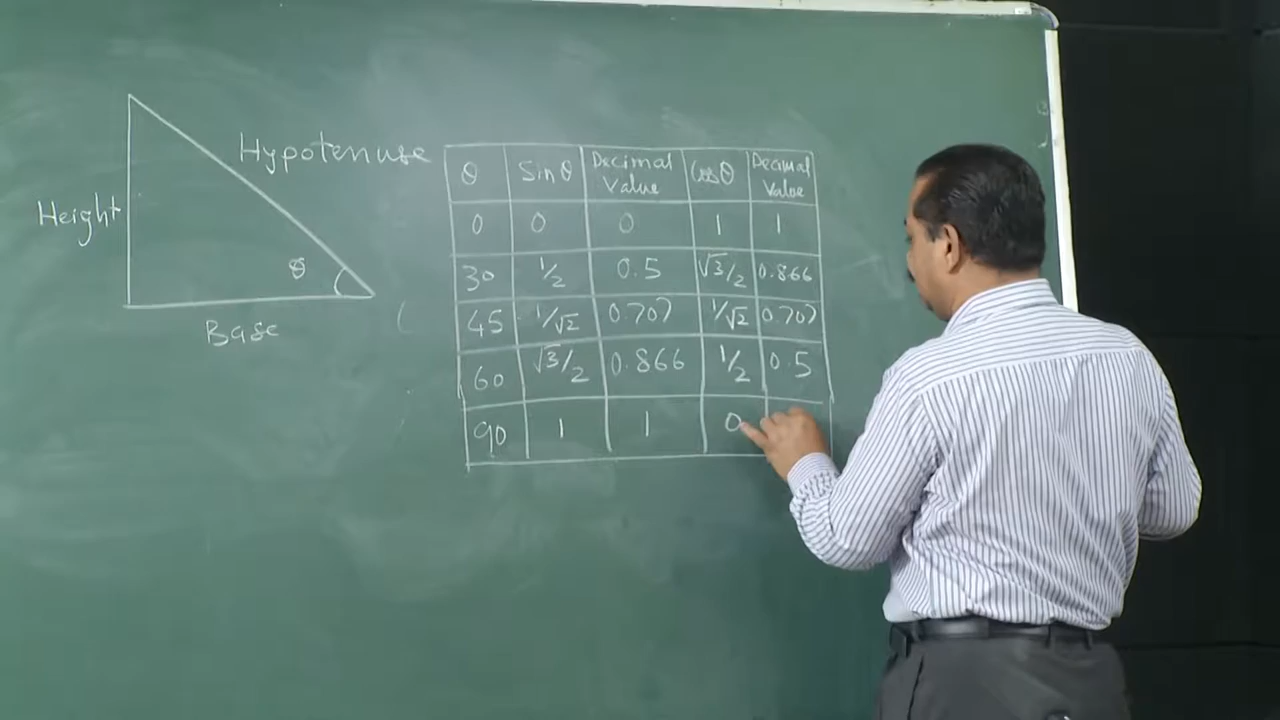 Hypotenuse
Height
θ
Base
θ Sinθ Decimal Value Cosθ Decimal Value
0 0 0 1 1
30 1/2 0.5 √3/2 0.866
45 1/√2 0.707 1/√2 0.707
60 √3/2 0.866 1/2 0.5
90 1 1 0